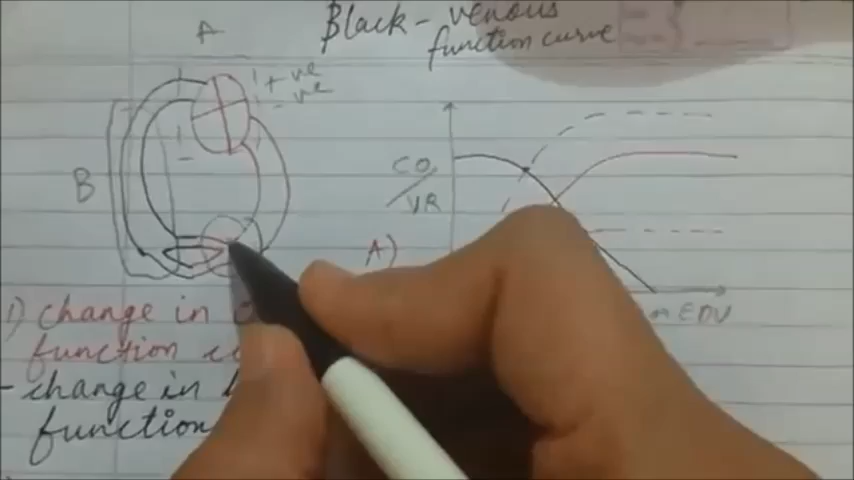 A
Black - venous
function curve
+ ve
- ve
B
CO
VR
A)
EDV
1) change in
function
- change in
function